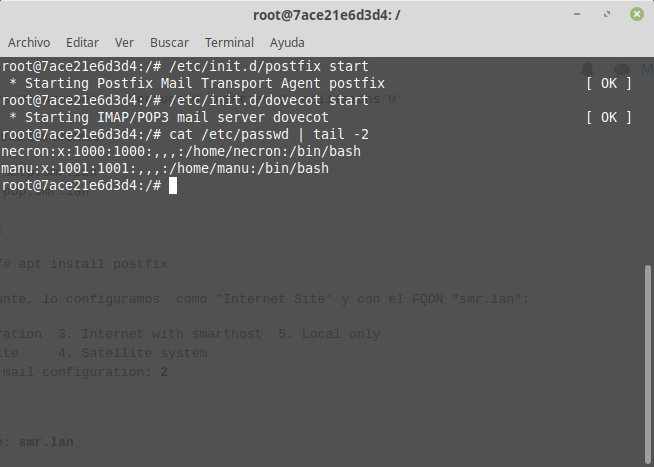 root@7ace21e6d3d4: /
Archivo Editar Ver Buscar Terminal Ayuda
root@7ace21e6d3d4:/# /etc/init.d/postfix start
 * Starting Postfix Mail Transport Agent postfix [ OK ]
root@7ace21e6d3d4:/# /etc/init.d/dovecot start
 * Starting IMAP/POP3 mail server dovecot [ OK ]
root@7ace21e6d3d4:/# cat /etc/passwd | tail -2
necron:x:1000:1000:,,,:/home/necron:/bin/bash
manu:x:1001:1001:,,,:/home/manu:/bin/bash
root@7ace21e6d3d4:/#
/# apt install postfix
nte, lo configuramos como "Internet Site" y con el FQDN "smr.lan":
ration 3. Internet with smarthost 5. Local only
ite 4. Satellite system
mail configuration: 2
e: smr.lan